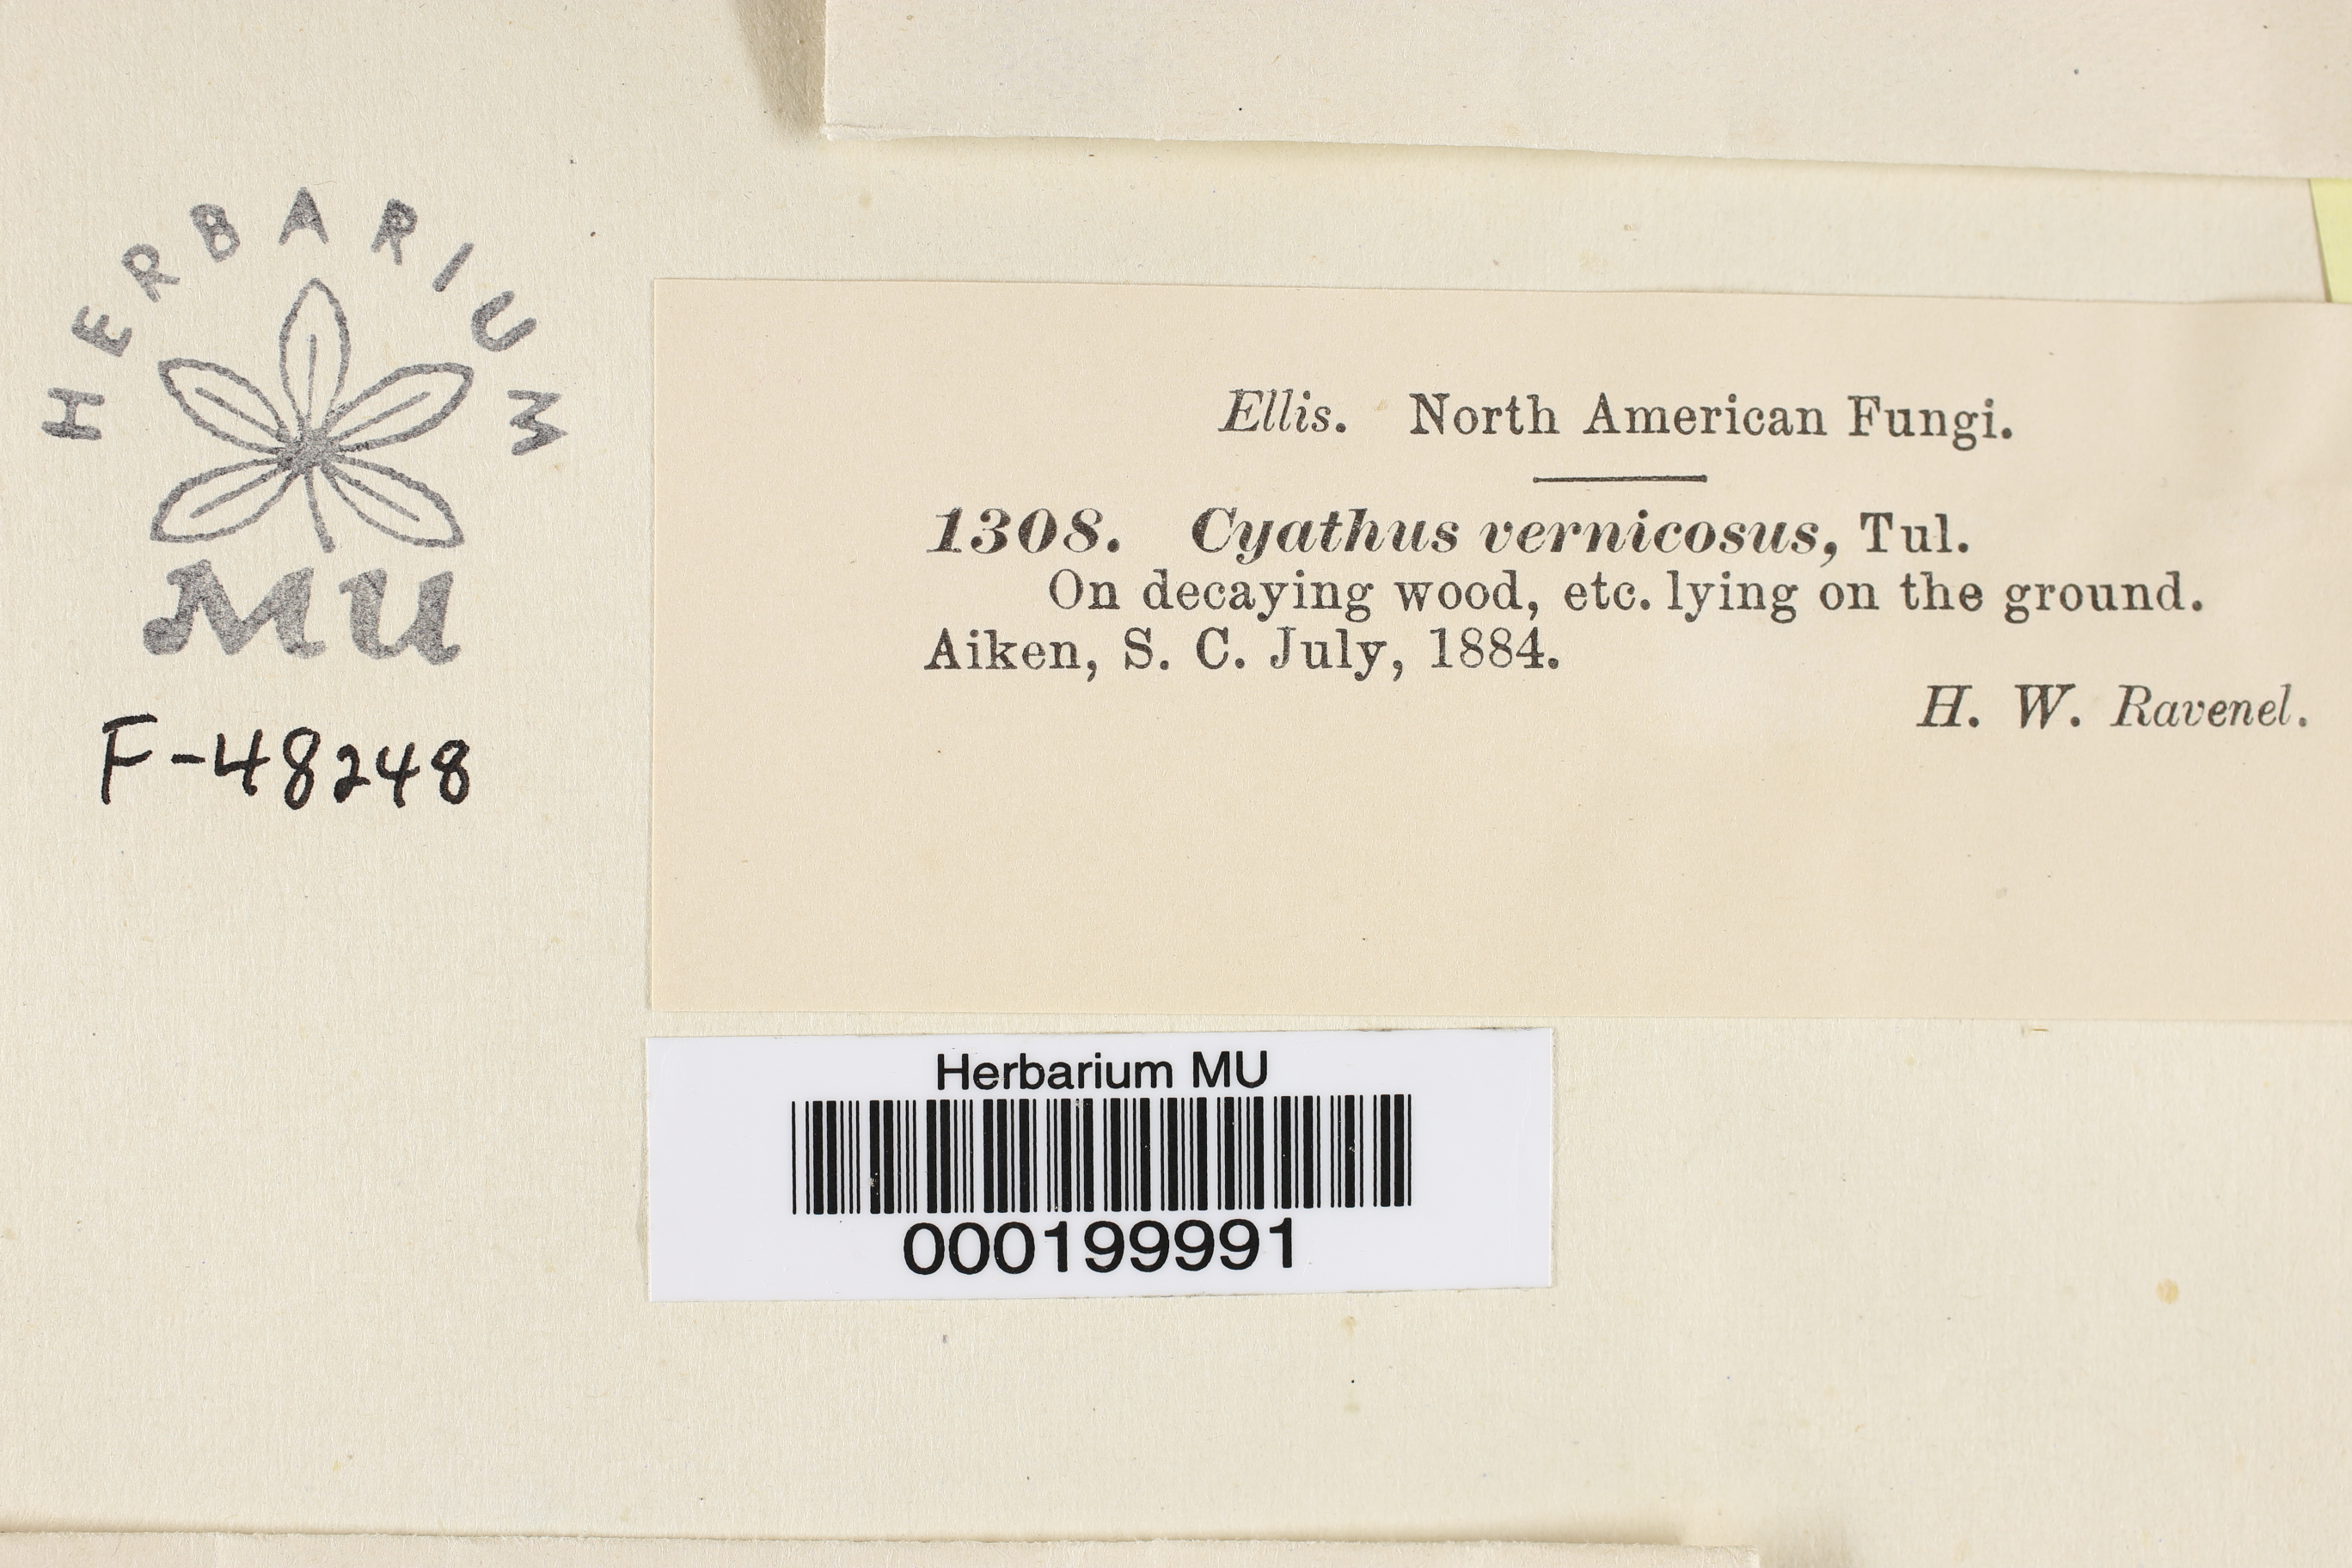 HERBARIUM
MU
F-48248
Ellis. North American Fungi.
1308. Cyathus vernicosus, Tul.
On decaying wood, etc. lying on the ground.
Aiken, S. C. July, 1884.
H. W. Ravenel.
Herbarium MU
000199991